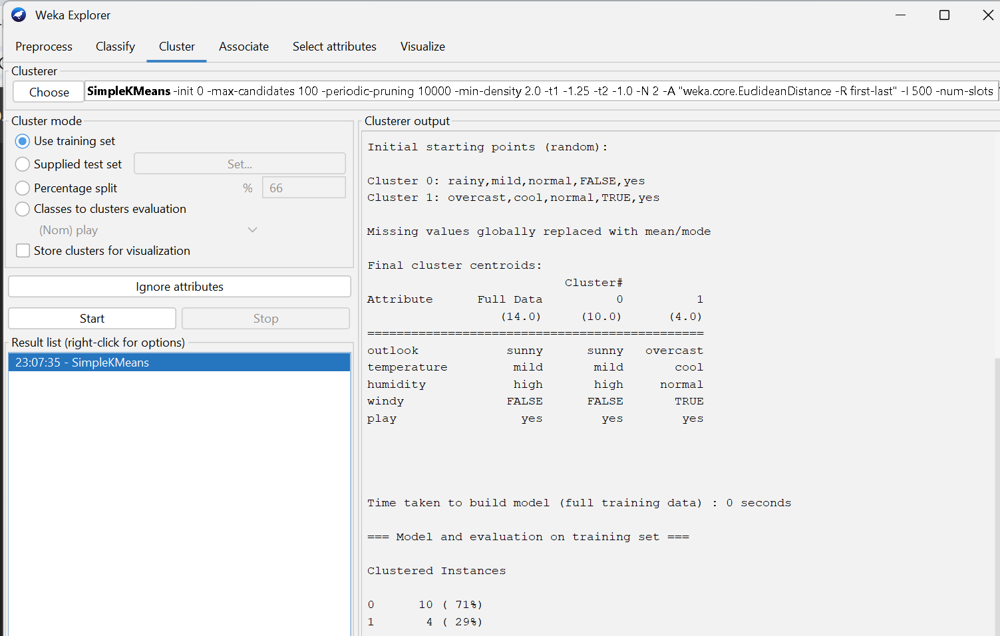 Weka Explorer
Preprocess Classify Cluster Associate Select attributes Visualize
Clusterer
Choose SimpleKMeans -init 0 -max-candidates 100 -periodic-pruning 10000 -min-density 2.0 -t1 -1.25 -t2 -1.0 -N 2 -A "weka.core.EuclideanDistance -R first-last" -I 500 -num-slots
Cluster mode
Use training set
Supplied test set Set...
Percentage split % 66
Classes to clusters evaluation
(Nom) play
Store clusters for visualization
Ignore attributes
Start Stop
Result list (right-click for options)
23:07:35 - SimpleKMeans
Clusterer output
Initial starting points (random):
Cluster 0: rainy,mild,normal,FALSE,yes
Cluster 1: overcast,cool,normal,TRUE,yes
Missing values globally replaced with mean/mode
Final cluster centroids:
Cluster#
Attribute Full Data 0 1
(14.0) (10.0) (4.0)
==============================================
outlook sunny sunny overcast
temperature mild mild cool
humidity high high normal
windy FALSE FALSE TRUE
play yes yes yes
Time taken to build model (full training data) : 0 seconds
=== Model and evaluation on training set ===
Clustered Instances
0 10 ( 71%)
1 4 ( 29%)